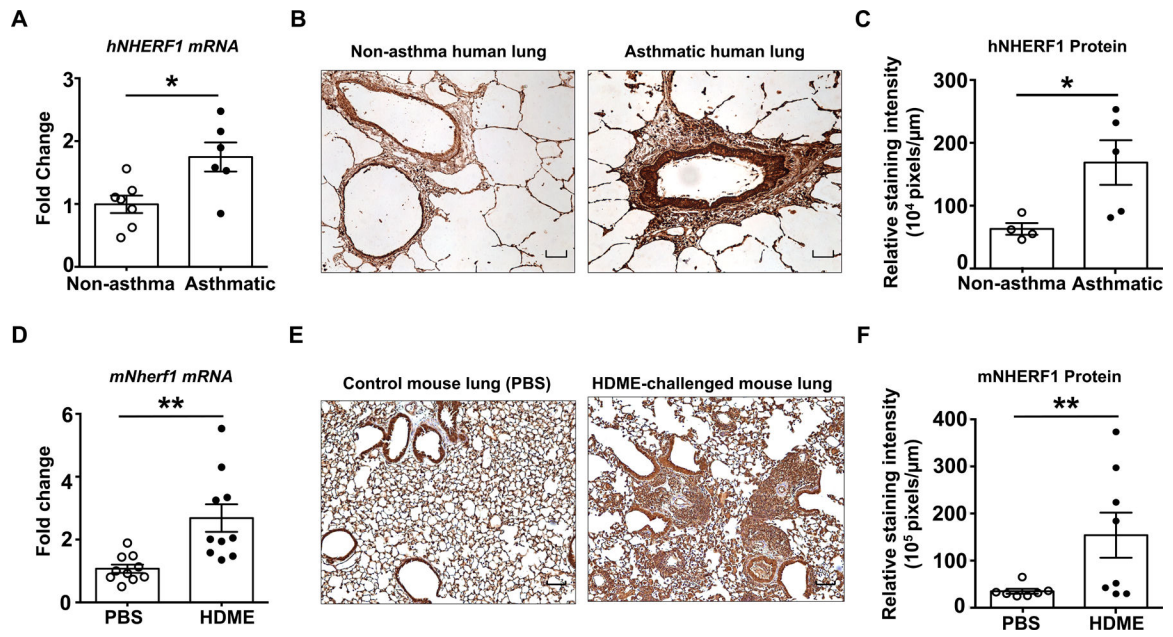 A
hNHERF1 mRNA
*
Fold Change
3
2
1
0
Non-asthma Asthmatic
B
Non-asthma human lung
Asthmatic human lung
C
hNHERF1 Protein
*
Relative staining intensity
(10⁴ pixels/µm)
300
200
100
00
Non-asthma Asthmatic
D
mNherf1 mRNA
**
Fold change
6
4
2
0
PBS HDME
E
Control mouse lung (PBS)
HDME-challenged mouse lung
F
mNHERF1 Protein
**
Relative staining intensity
(10⁵ pixels/µm)
400
300
200
100
0
PBS HDME